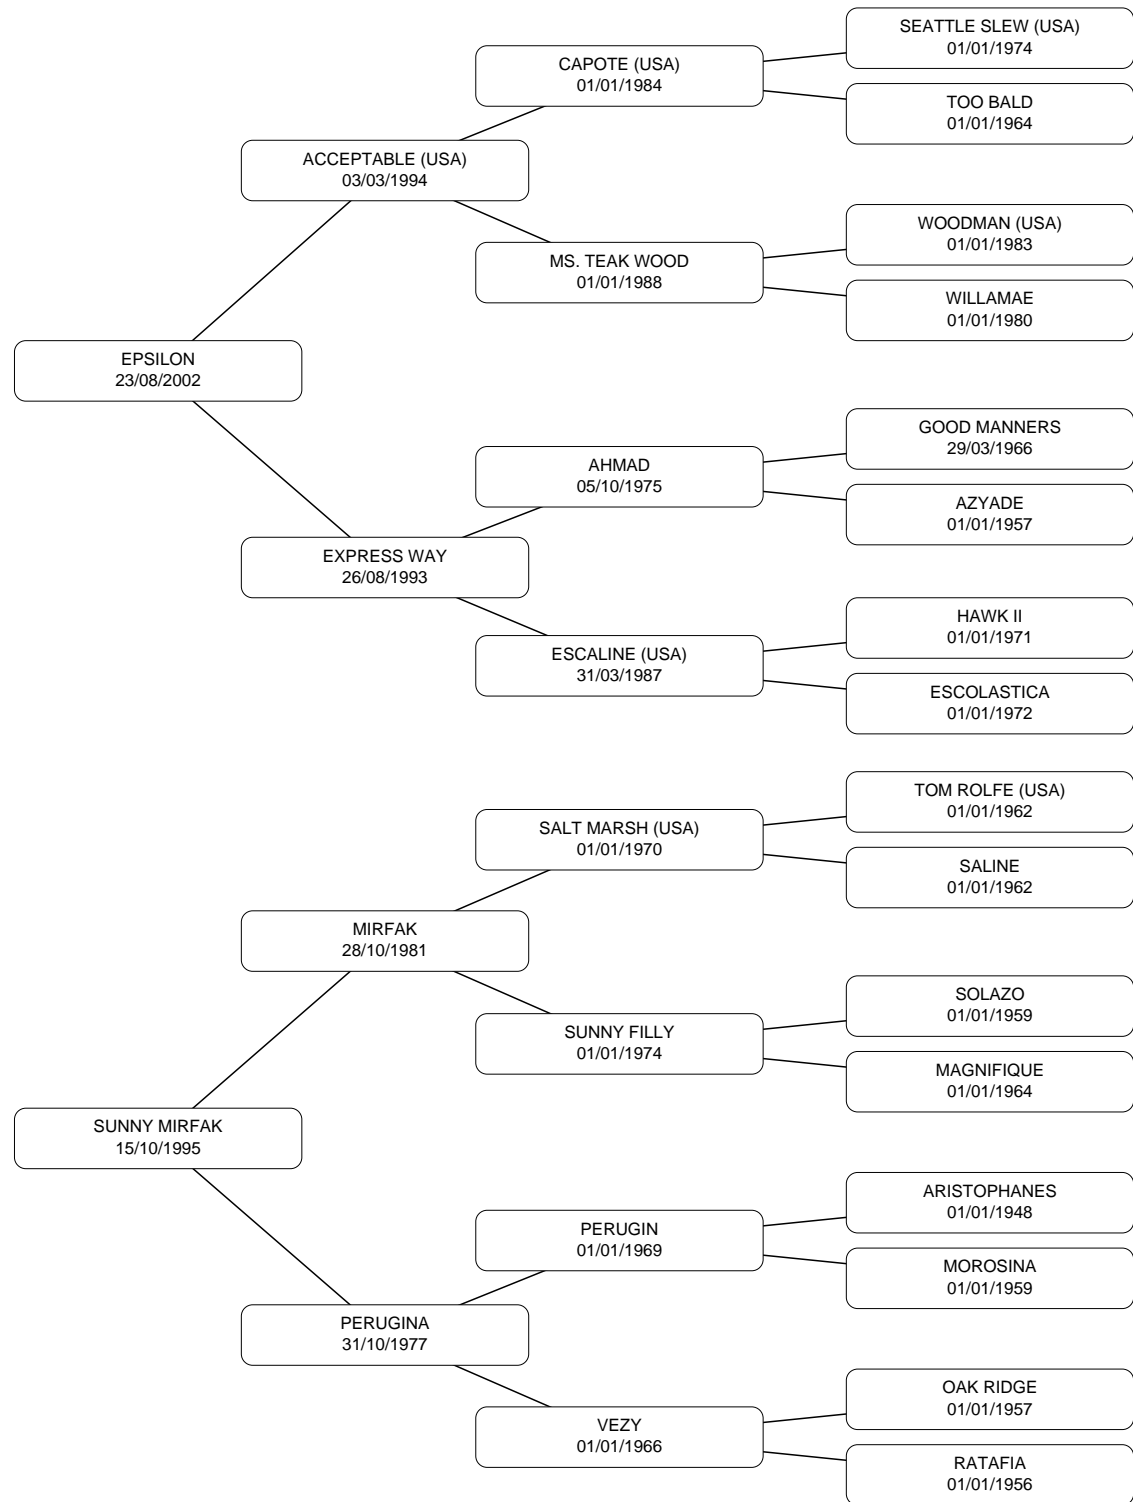 SEATTLE SLEW (USA)
01/01/1974
CAPOTE (USA)
01/01/1984
TOO BALD
01/01/1964
ACCEPTABLE (USA)
03/03/1994
WOODMAN (USA)
01/01/1983
MS. TEAK WOOD
01/01/1988
WILLAMAE
01/01/1980
EPSILON
23/08/2002
GOOD MANNERS
29/03/1966
AHMAD
05/10/1975
AZYADE
01/01/1957
EXPRESS WAY
26/08/1993
HAWK II
01/01/1971
ESCALINE (USA)
31/03/1987
ESCOLASTICA
01/01/1972
TOM ROLFE (USA)
01/01/1962
SALT MARSH (USA)
01/01/1970
SALINE
01/01/1962
MIRFAK
28/10/1981
SOLAZO
01/01/1959
SUNNY FILLY
01/01/1974
MAGNIFIQUE
01/01/1964
SUNNY MIRFAK
15/10/1995
ARISTOPHANES
01/01/1948
PERUGIN
01/01/1969
MOROSINA
01/01/1959
PERUGINA
31/10/1977
OAK RIDGE
01/01/1957
VEZY
01/01/1966
RATAFIA
01/01/1956